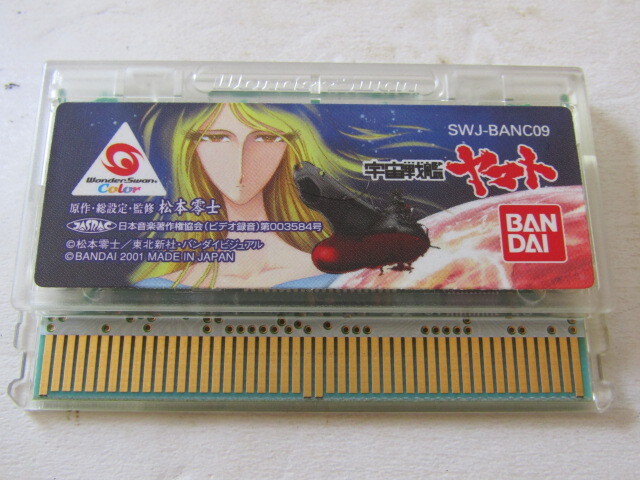 WonderSwan
SWJ-BANC09
宇宙戦艦
ヤマト
WonderSwan
Color
BAN
DAI
原作・総設定・監修 松本零士
JASRAC 日本音楽著作権協会(ビデオ録音)第003584号
©松本零士/東北新社・バンダイビジュアル
©BANDAI 2001 MADE IN JAPAN